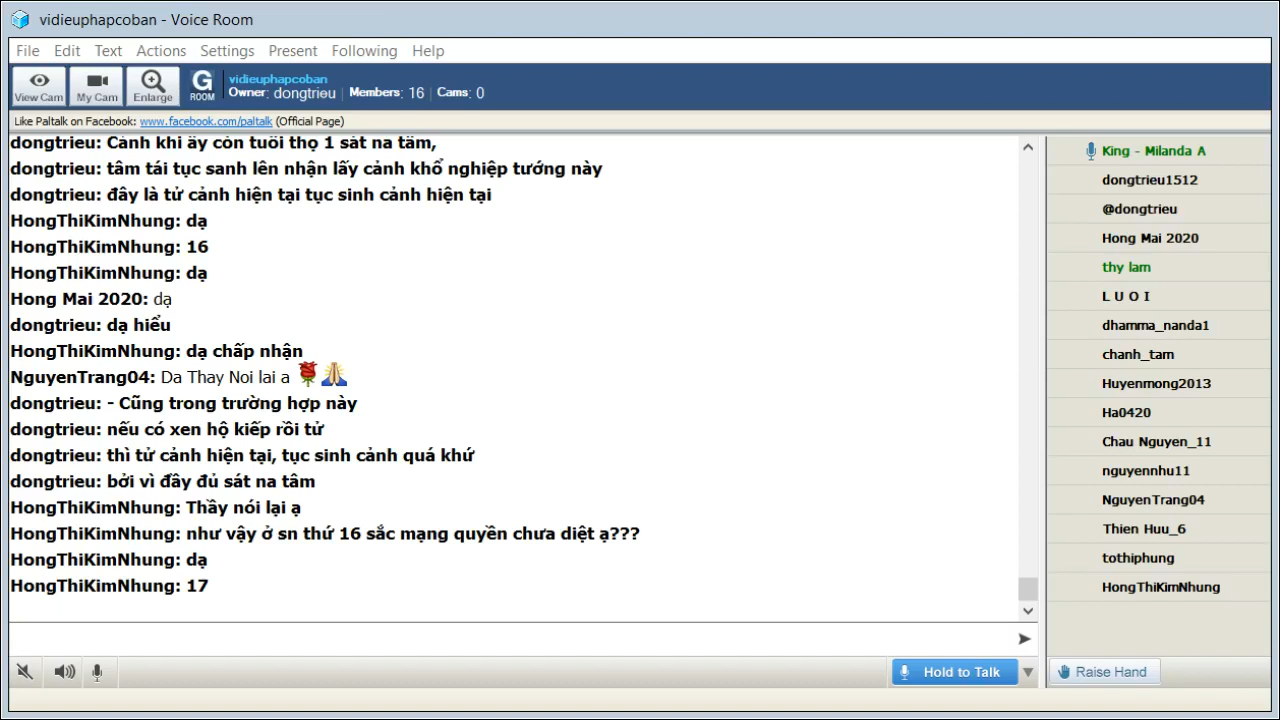 vidieuphapcoban - Voice Room
File Edit Text Actions Settings Present Following Help
View Cam My Cam Enlarge G ROOM
vidieuphapcoban
Owner: dongtrieu | Members: 16 | Cams: 0
Like Paltalk on Facebook: www.facebook.com/paltalk (Official Page)
dongtrieu: Cảnh khi ấy còn tuổi thọ 1 sát na tâm,
dongtrieu: tâm tái tục sanh lên nhận lấy cảnh khổ nghiệp tướng này
dongtrieu: đây là tử cảnh hiện tại tục sinh cảnh hiện tại
HongThiKimNhung: dạ
HongThiKimNhung: 16
HongThiKimNhung: dạ
Hong Mai 2020: dạ
dongtrieu: dạ hiểu
HongThiKimNhung: dạ chấp nhận
NguyenTrang04: Da Thay Noi lai a
dongtrieu: - Cũng trong trường hợp này
dongtrieu: nếu có xen hộ kiếp rồi tử
dongtrieu: thì tử cảnh hiện tại, tục sinh cảnh quá khứ
dongtrieu: bởi vì đầy đủ sát na tâm
HongThiKimNhung: Thầy nói lại ạ
HongThiKimNhung: như vậy ở sn thứ 16 sắc mạng quyền chưa diệt ạ???
HongThiKimNhung: dạ
HongThiKimNhung: 17
King - Milanda A
dongtrieu1512
@dongtrieu
Hong Mai 2020
thy lam
L U O I
dhamma_nanda1
chanh_tam
Huyenmong2013
Ha0420
Chau Nguyen_11
nguyennhu11
NguyenTrang04
Thien Huu_6
tothiphung
HongThiKimNhung
Hold to Talk
Raise Hand